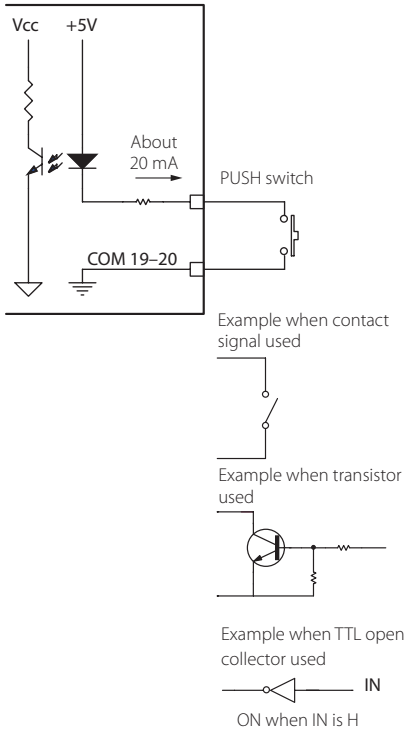 Vcc +5V
About
20 mA
PUSH switch
COM 19–20
Example when contact
signal used
Example when transistor
used
Example when TTL open
collector used
IN
ON when IN is H